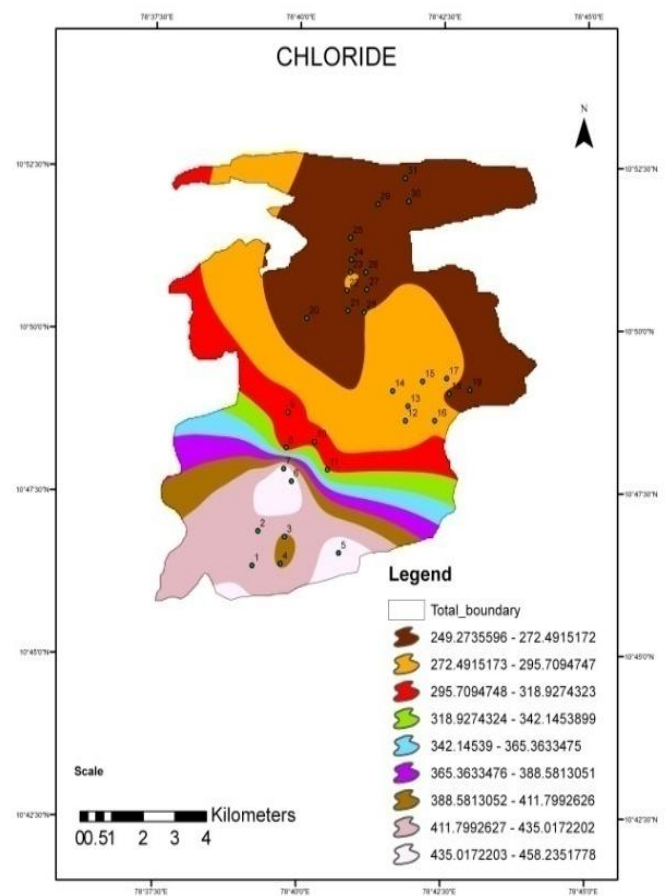 78°37'30"E 78°40'0"E 78°42'30"E 78°45'0"E
CHLORIDE
N
10°52'30"N 10°52'30"N
31
30
29
25
24
23 26
22 27
21 28
20
10°50'0"N 10°50'0"N
17
15
14
18 19
13
12 16
9
10
8
7 11
6
10°47'30"N 10°47'30"N
2
3
5
1 4
Legend
Total_boundary
249.2735596 - 272.4915172
272.4915173 - 295.7094747
295.7094748 - 318.9274323
318.9274324 - 342.1453899
342.14539 - 365.3633475
365.3633476 - 388.5813051
388.5813052 - 411.7992626
411.7992627 - 435.0172202
435.0172203 - 458.2351778
10°45'0"N 10°45'0"N
Scale
Kilometers
00.51 2 3 4
10°42'30"N 10°42'30"N
78°37'30"E 78°40'0"E 78°42'30"E 78°45'0"E